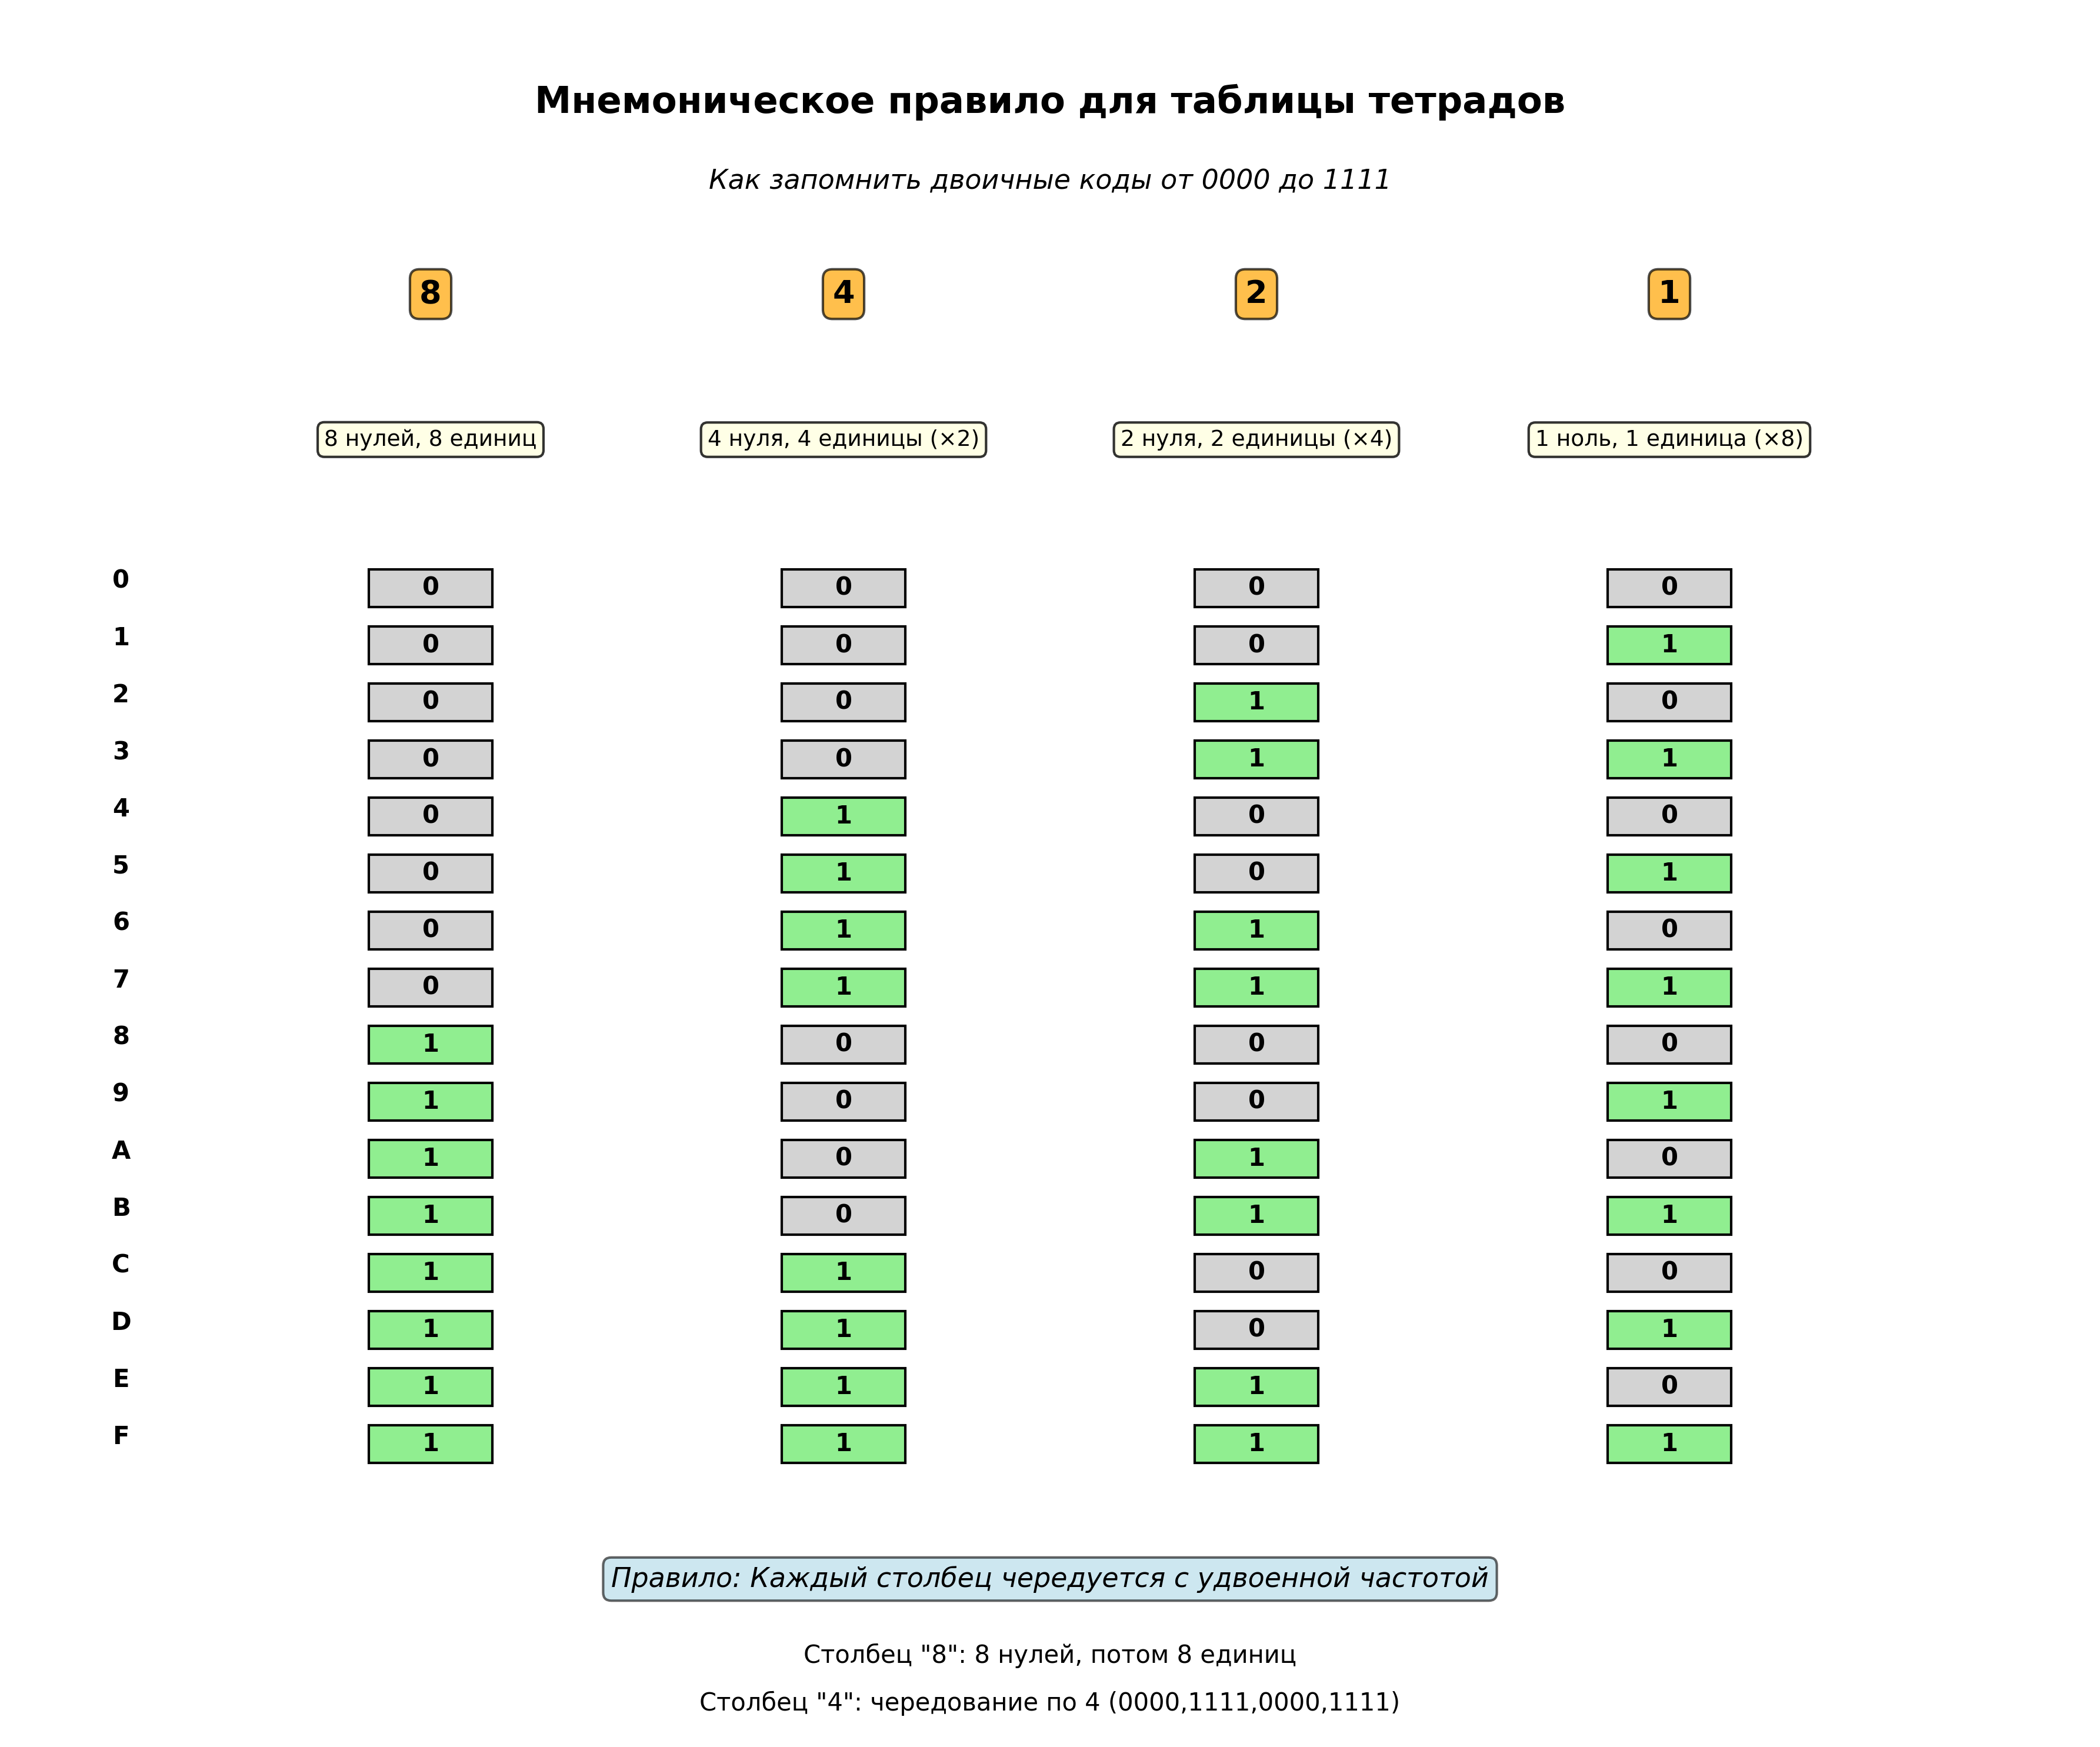 Мнемоническое правило для таблицы тетрадов
Как запомнить двоичные коды от 0000 до 1111
8 4 2 1
8 нулей, 8 единиц 4 нуля, 4 единицы (×2) 2 нуля, 2 единицы (×4) 1 ноль, 1 единица (×8)
0 0 0 0 0
1 0 0 0 1
2 0 0 1 0
3 0 0 1 1
4 0 1 0 0
5 0 1 0 1
6 0 1 1 0
7 0 1 1 1
8 1 0 0 0
9 1 0 0 1
A 1 0 1 0
B 1 0 1 1
C 1 1 0 0
D 1 1 0 1
E 1 1 1 0
F 1 1 1 1
Правило: Каждый столбец чередуется с удвоенной частотой
Столбец "8": 8 нулей, потом 8 единиц
Столбец "4": чередование по 4 (0000,1111,0000,1111)